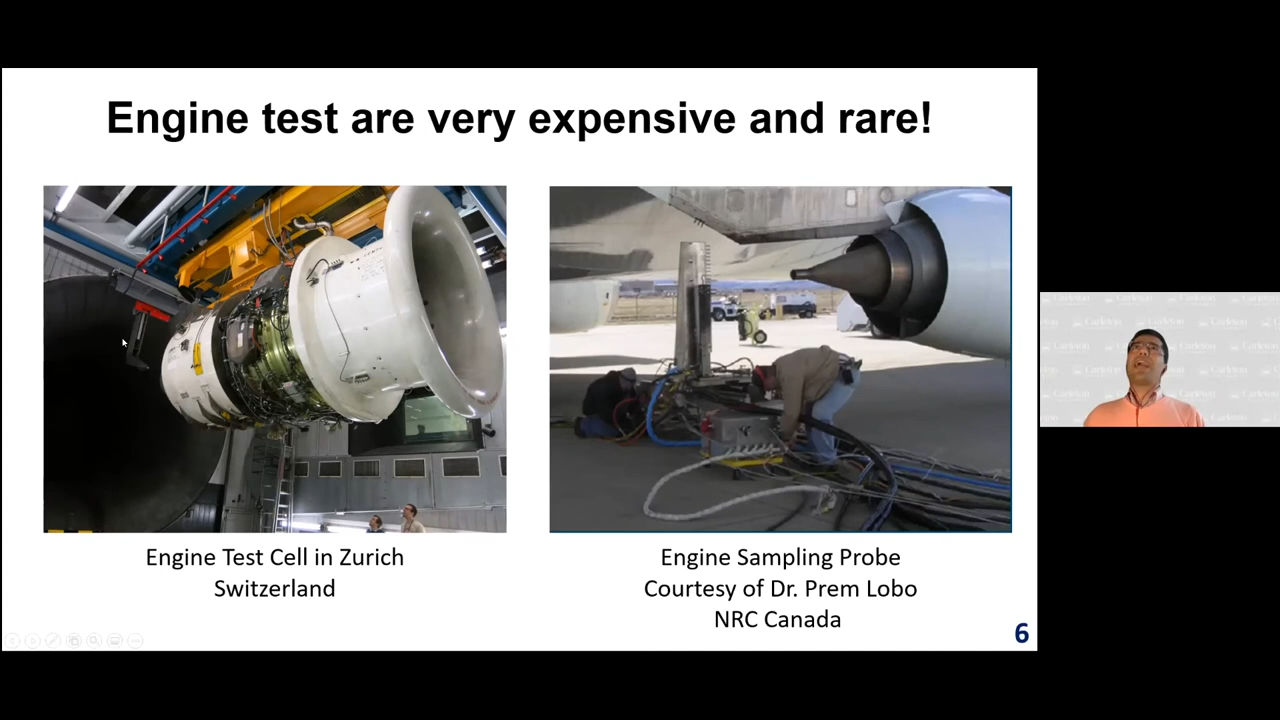 Engine test are very expensive and rare!
Engine Test Cell in Zurich
Switzerland
Engine Sampling Probe
Courtesy of Dr. Prem Lobo
NRC Canada
6
Carleton